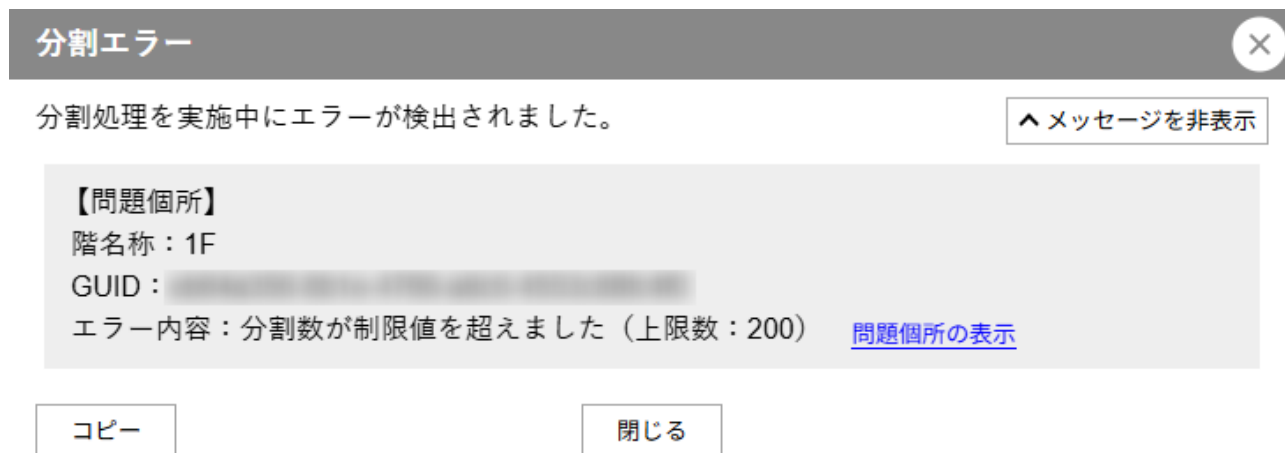 分割エラー
分割処理を実施中にエラーが検出されました。
メッセージを非表示
【問題個所】
階名称：1F
GUID：
エラー内容：分割数が制限値を超えました（上限数：200） 問題個所の表示
コピー 閉じる